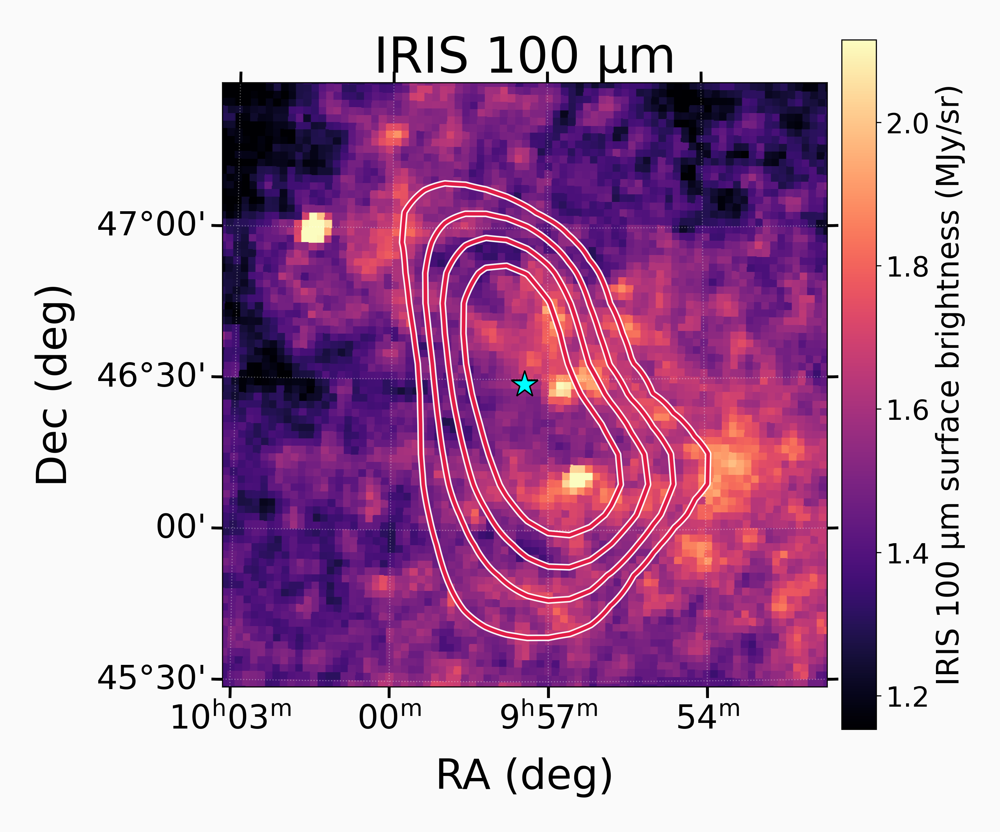 IRIS 100 µm
2.0
1.8
1.6
1.4
1.2
IRIS 100 µm surface brightness (MJy/sr)
Dec (deg)
47°00'
46°30'
00'
45°30'
10ʰ03ᵐ 00ᵐ 9ʰ57ᵐ 54ᵐ
RA (deg)